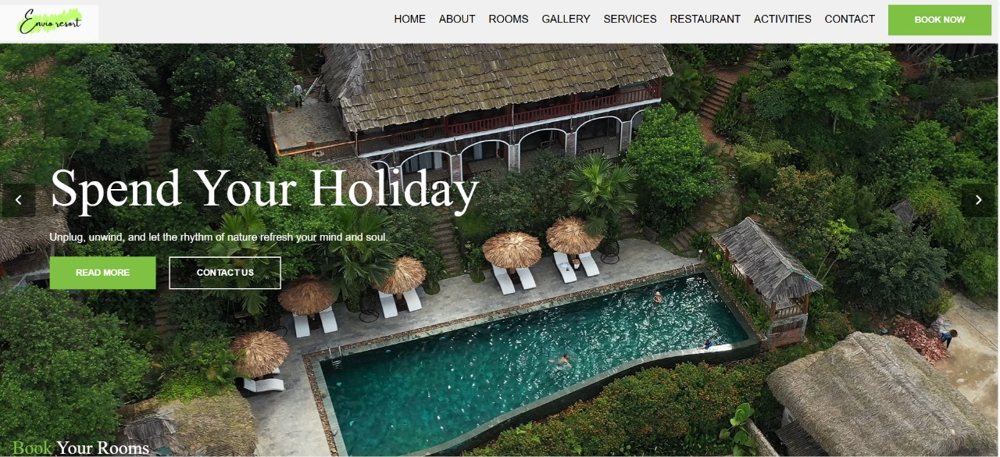 Envio resort
HOME ABOUT ROOMS GALLERY SERVICES RESTAURANT ACTIVITIES CONTACT BOOK NOW
Spend Your Holiday
Unplug, unwind, and let the rhythm of nature refresh your mind and soul.
READ MORE CONTACT US
Book Your Rooms